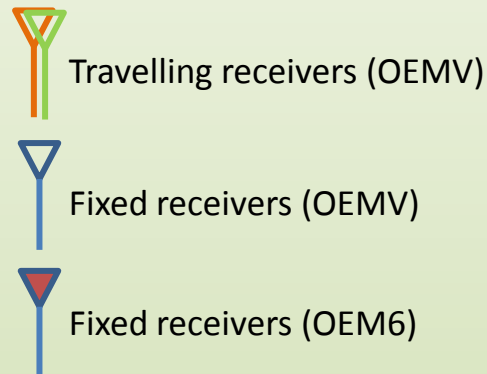 Travelling receivers (OEMV)
Fixed receivers (OEMV)
Fixed receivers (OEM6)